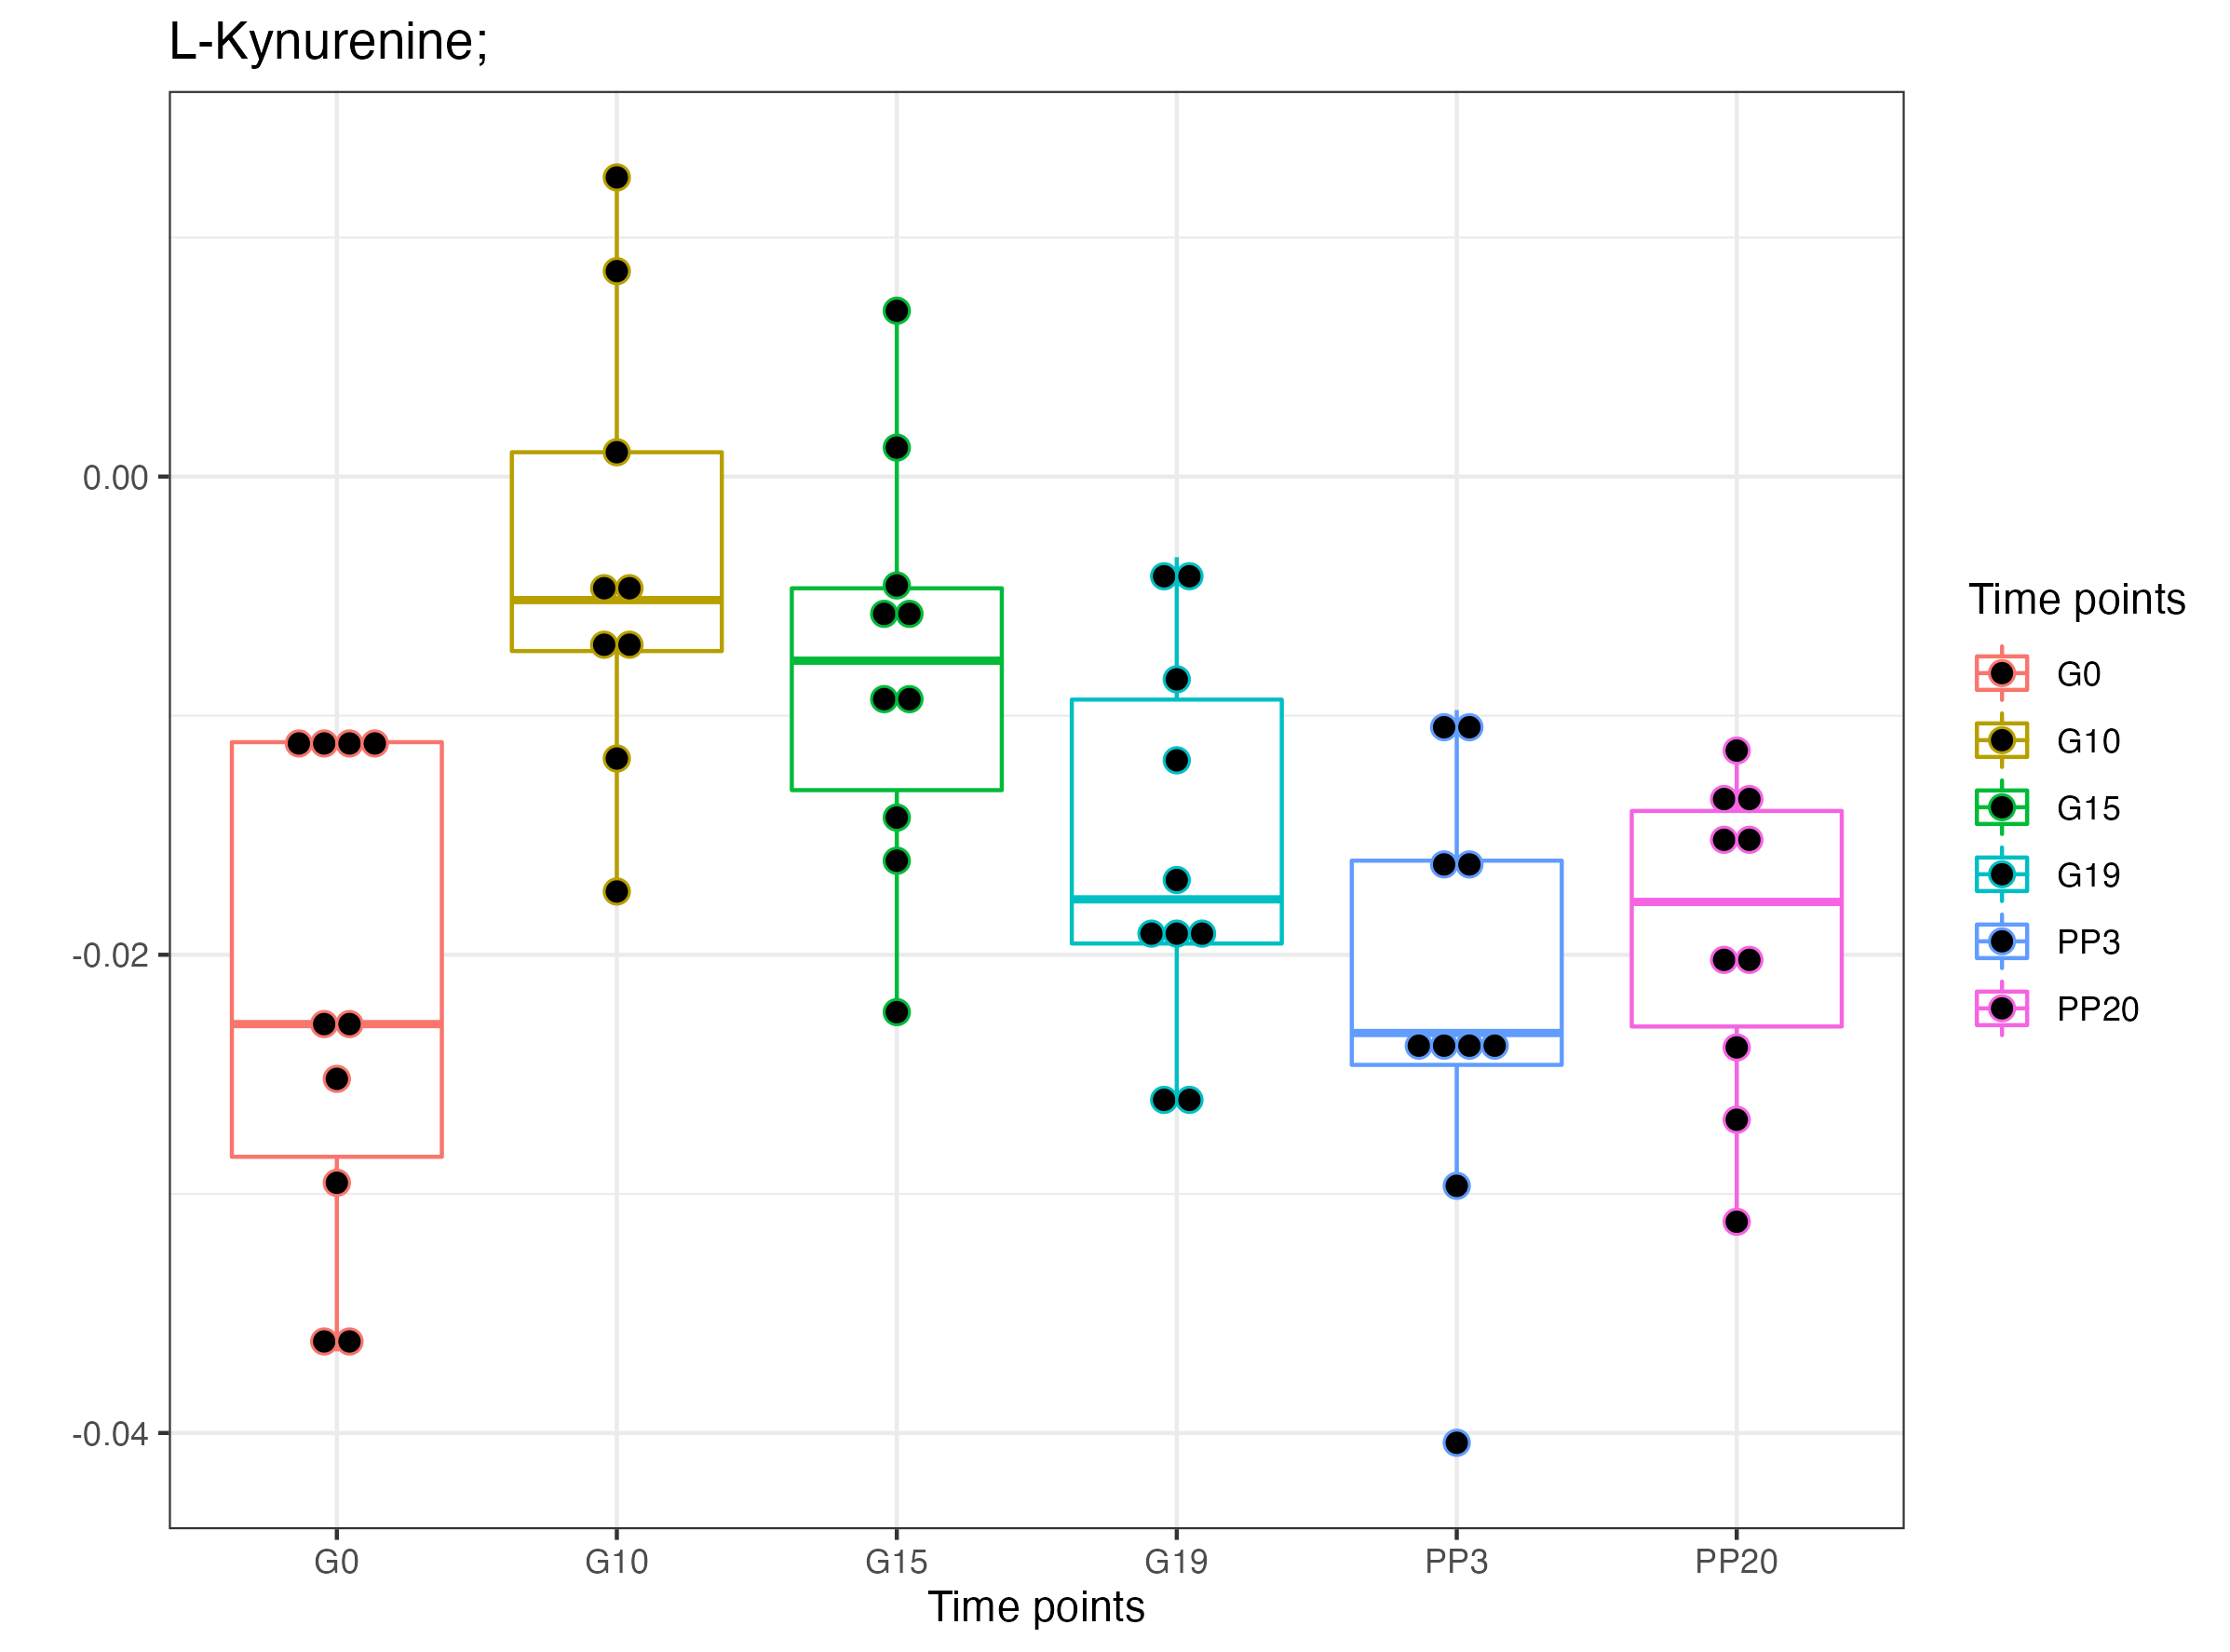 L-Kynurenine;
0.00
-0.02
-0.04
G0 G10 G15 G19 PP3 PP20
Time points
Time points
G0
G10
G15
G19
PP3
PP20